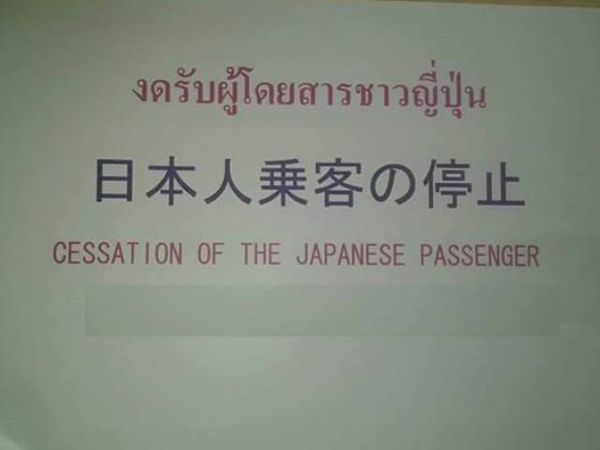 งดรับผู้โดยสารชาวญี่ปุ่น
日本人乗客の停止
CESSATION OF THE JAPANESE PASSENGER